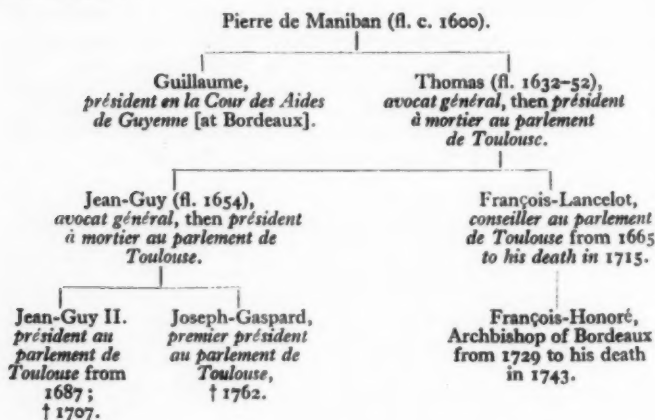 Pierre de Maniban (fl. c. 1600).
Guillaume,
président en la Cour des Aides
de Guyenne [at Bordeaux].
Thomas (fl. 1632–52),
avocat général, then président
à mortier au parlement
de Toulouse.
Jean-Guy (fl. 1654),
avocat général, then président
à mortier au parlement de
Toulouse.
François-Lancelot,
conseiller au parlement
de Toulouse from 1665
to his death in 1715.
Jean-Guy II.
président au
parlement de
Toulouse from
1687;
† 1707.
Joseph-Gaspard,
premier président
au parlement de
Toulouse,
† 1762.
François-Honoré,
Archbishop of Bordeaux
from 1729 to his death
in 1743.